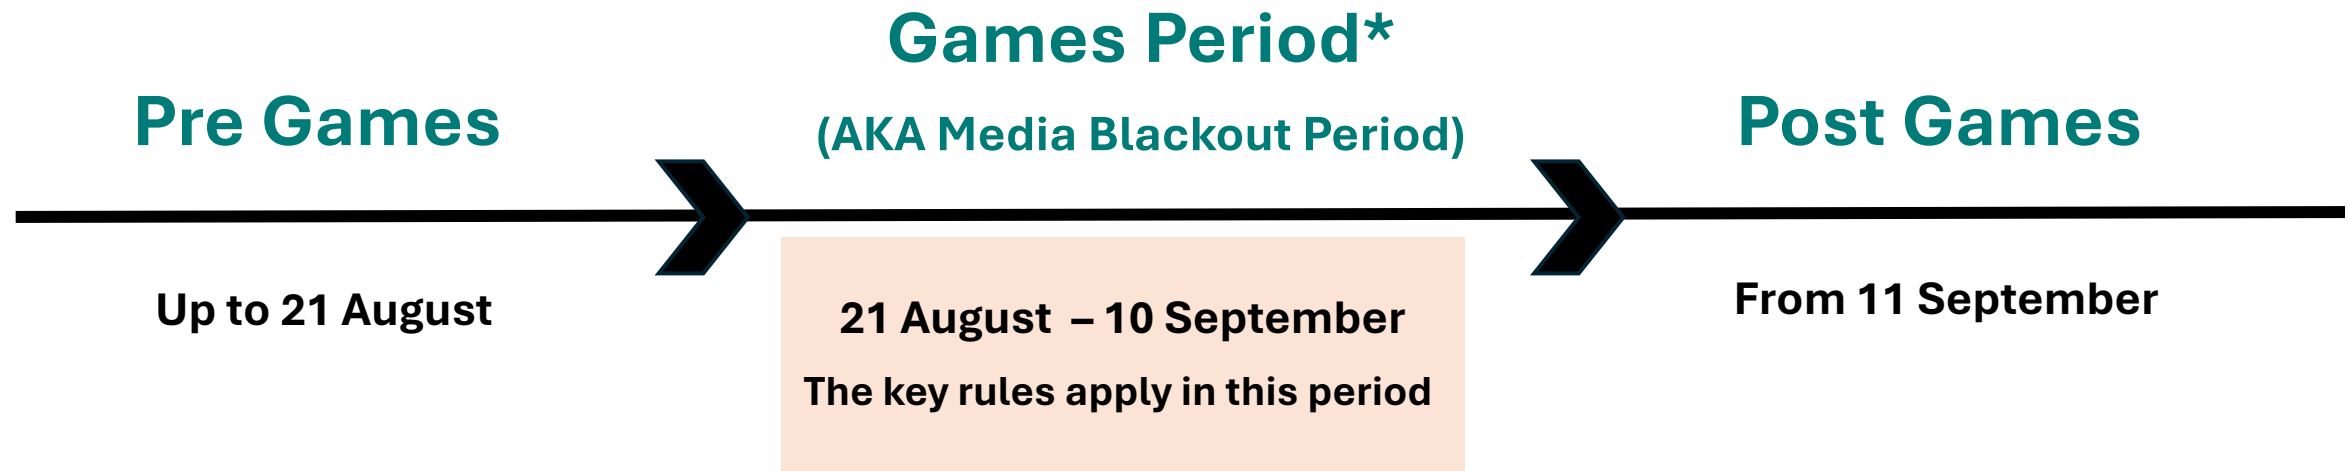 Pre Games
Up to 21 August
Games Period*
(AKA Media Blackout Period)
21 August – 10 September
The key rules apply in this period
Post Games
From 11 September